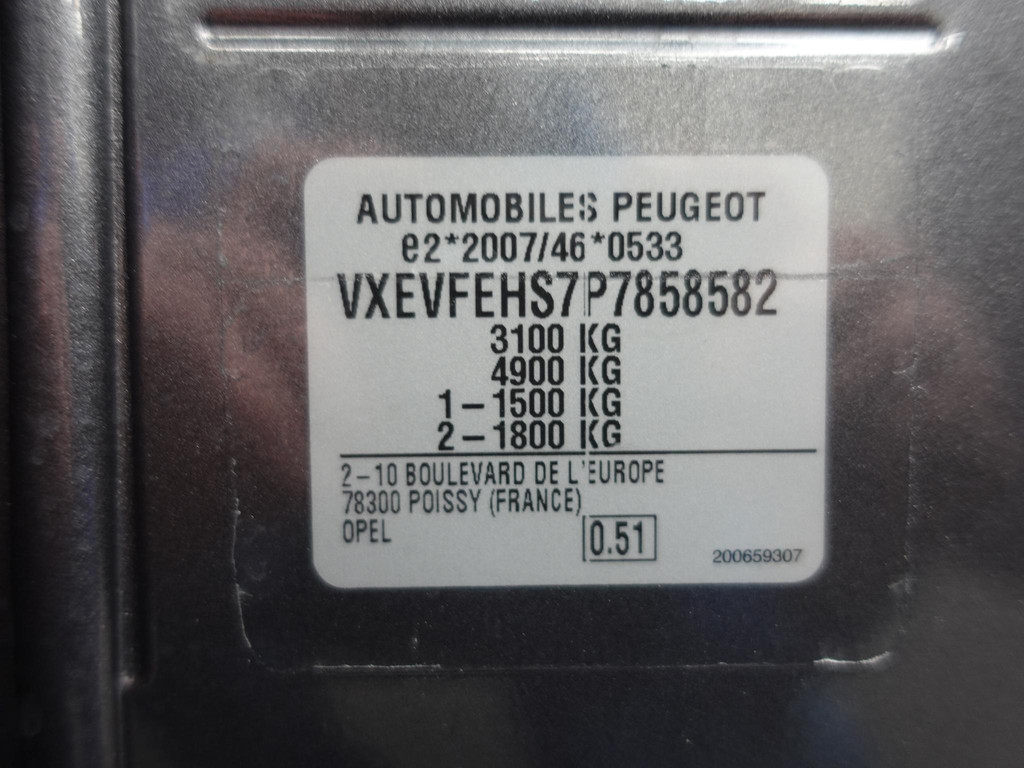 AUTOMOBILES PEUGEOT
e2*2007/46*0533
VXEVFEHS7P7858582
3100 KG
4900 KG
1-1500 KG
2-1800 KG
2-10 BOULEVARD DE L'EUROPE
78300 POISSY (FRANCE)
OPEL
0.51
200659307